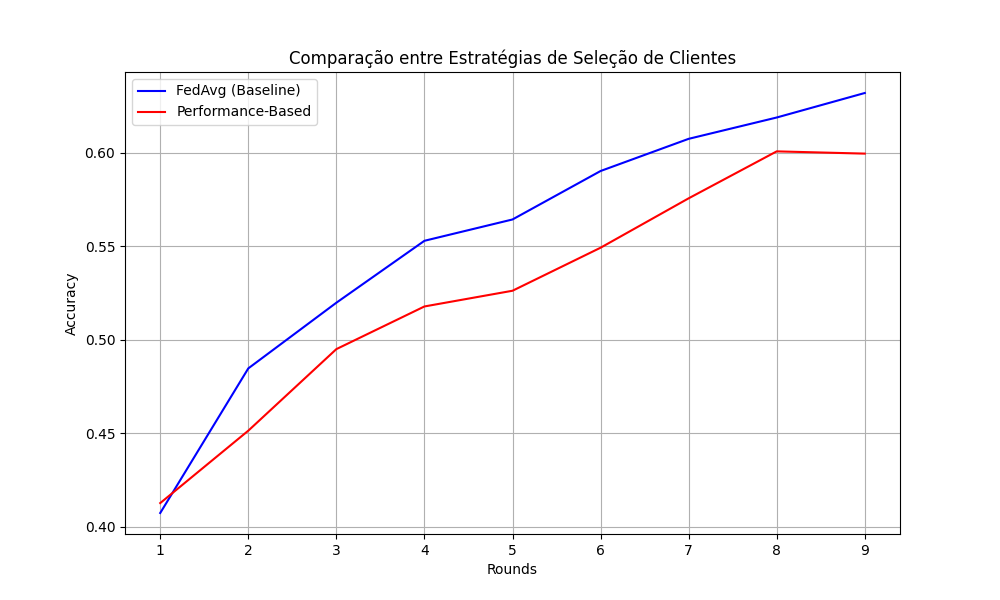 Comparação entre Estratégias de Seleção de Clientes
FedAvg (Baseline)
Performance-Based
Accuracy
0.60
0.55
0.50
0.45
0.40
1 2 3 4 5 6 7 8 9
Rounds